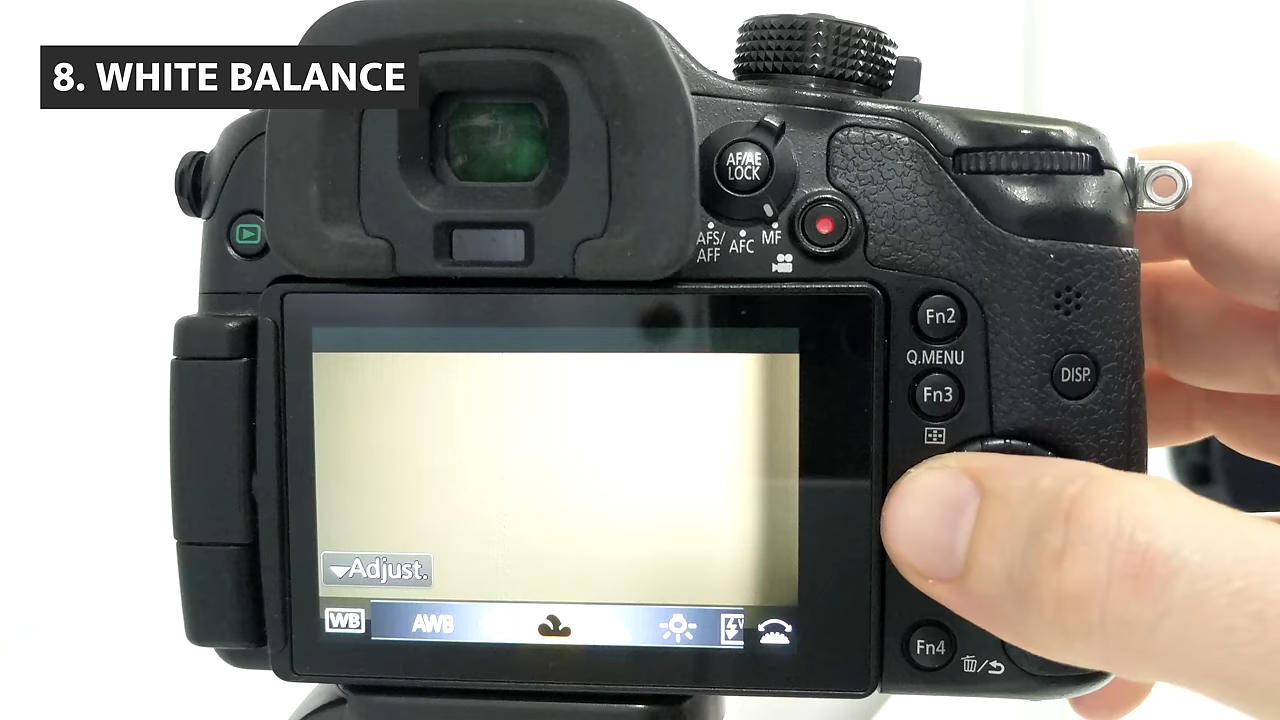 8. WHITE BALANCE
AF/AE
LOCK
AFS/
AFF
AFC
MF
Fn2
Q.MENU
Fn3
DISP.
Adjust.
WB
AWB
Fn4